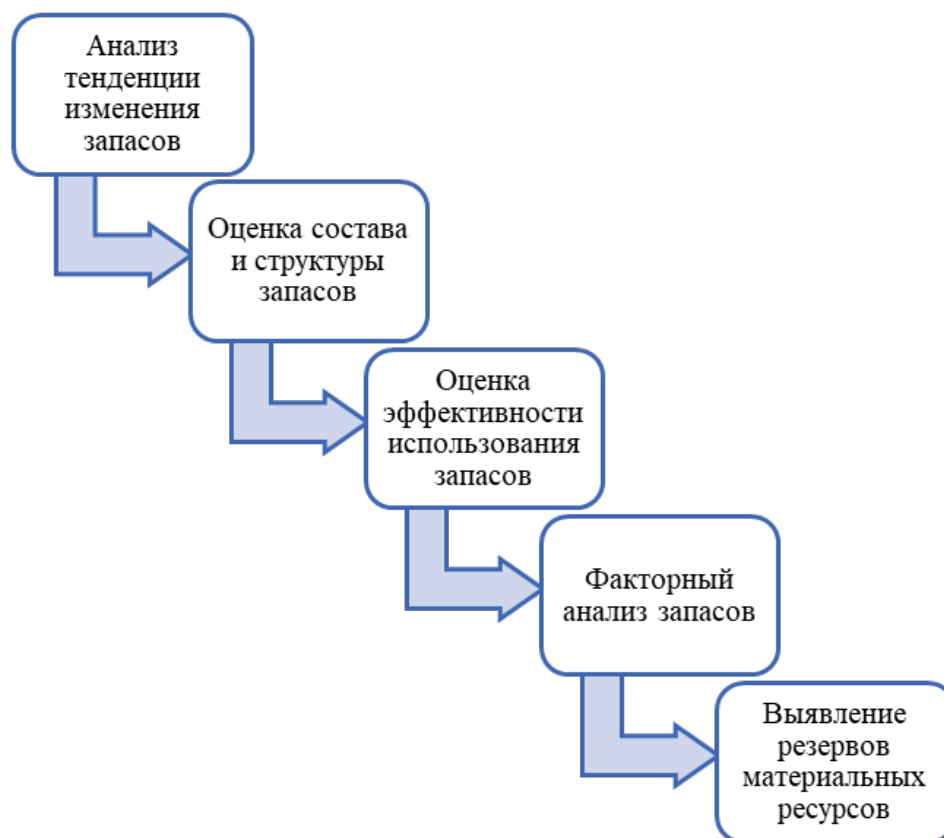 Анализ
тенденции
изменения
запасов
Оценка состава
и структуры
запасов
Оценка
эффективности
использования
запасов
Факторный
анализ запасов
Выявление
резервов
материальных
ресурсов